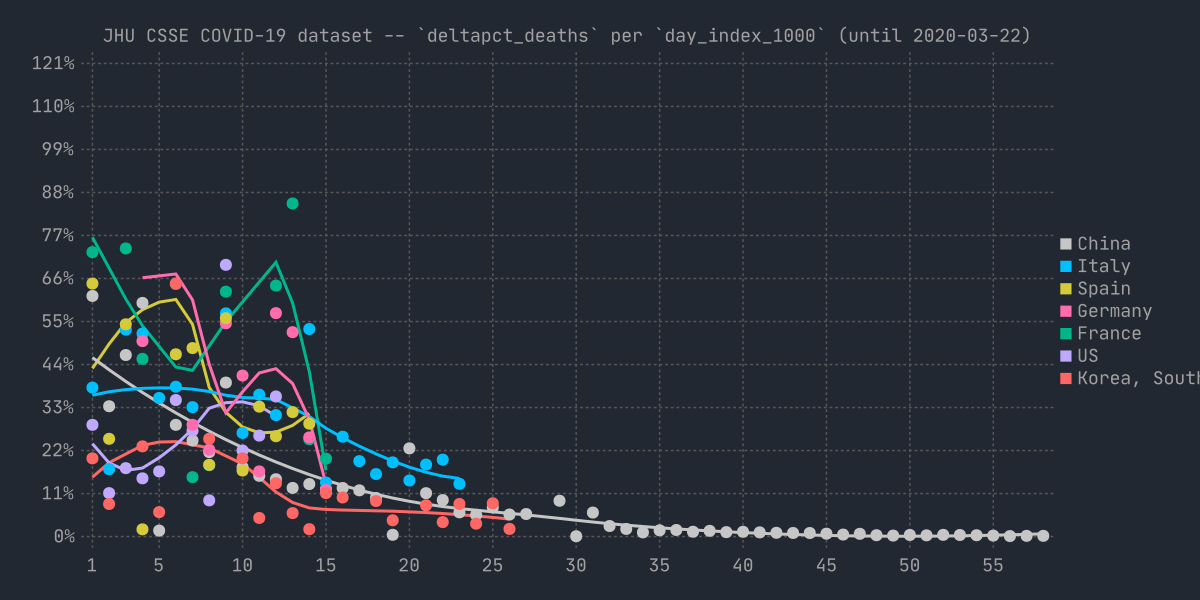 JHU CSSE COVID-19 dataset -- `deltapct_deaths` per `day_index_1000` (until 2020-03-22)
121%
110%
99%
88%
77%
66%
55%
44%
33%
22%
11%
0%
China
Italy
Spain
Germany
France
US
Korea, South
1 5 10 15 20 25 30 35 40 45 50 55